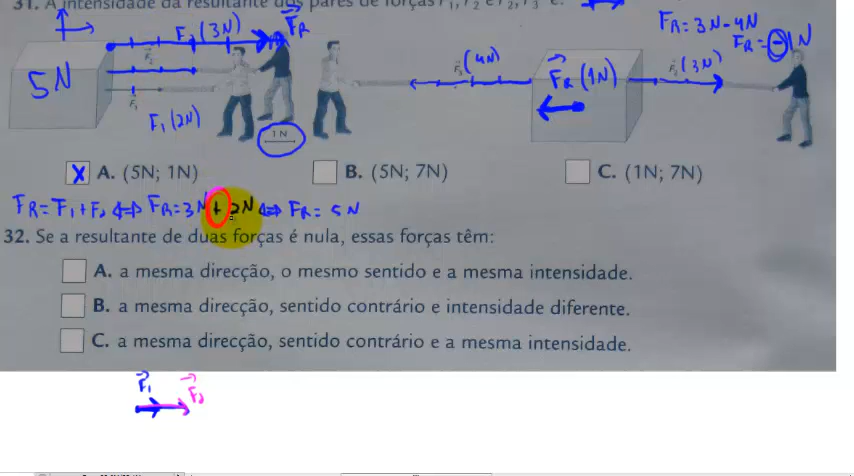 31. A intensidade da resultante dos pares de forças F1, F2 e F2, F3 é:
F2 (3N)
FR
FR = 3N - 4N
FR = - 1N
5N
F2
F1
F1 (2N)
1 N
F3 (4N)
FR (1N)
F2 (3N)
X A. (5N; 1N)
B. (5N; 7N)
C. (1N; 7N)
FR = F1 + F2 <=> FR = 3N + 2N <=> FR = 5N
32. Se a resultante de duas forças é nula, essas forças têm:
A. a mesma direcção, o mesmo sentido e a mesma intensidade.
B. a mesma direcção, sentido contrário e intensidade diferente.
C. a mesma direcção, sentido contrário e a mesma intensidade.
F1
F2